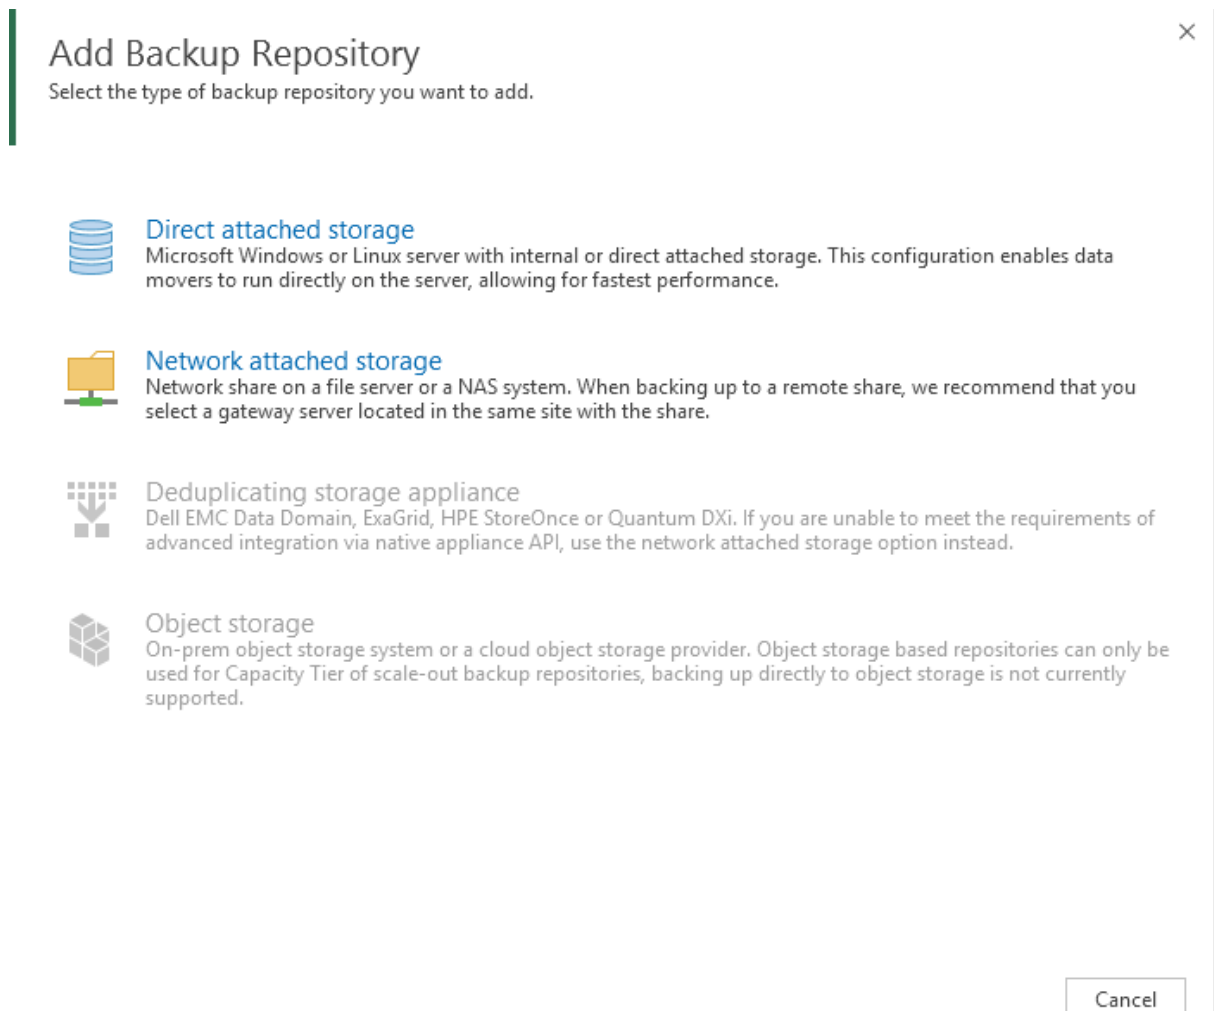 Add Backup Repository
Select the type of backup repository you want to add.
Direct attached storage
Microsoft Windows or Linux server with internal or direct attached storage. This configuration enables data
movers to run directly on the server, allowing for fastest performance.
Network attached storage
Network share on a file server or a NAS system. When backing up to a remote share, we recommend that you
select a gateway server located in the same site with the share.
Deduplicating storage appliance
Dell EMC Data Domain, ExaGrid, HPE StoreOnce or Quantum DXi. If you are unable to meet the requirements of
advanced integration via native appliance API, use the network attached storage option instead.
Object storage
On-prem object storage system or a cloud object storage provider. Object storage based repositories can only be
used for Capacity Tier of scale-out backup repositories, backing up directly to object storage is not currently
supported.
Cancel